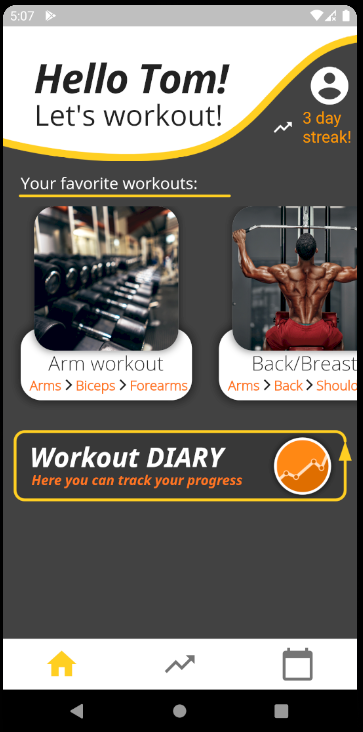 5:07
Hello Tom!
Let's workout!
3 day
streak!
Your favorite workouts:
Arm workout
Arms > Biceps > Forearms
Back/Breast
Arms > Back > Should
Workout DIARY
Here you can track your progress